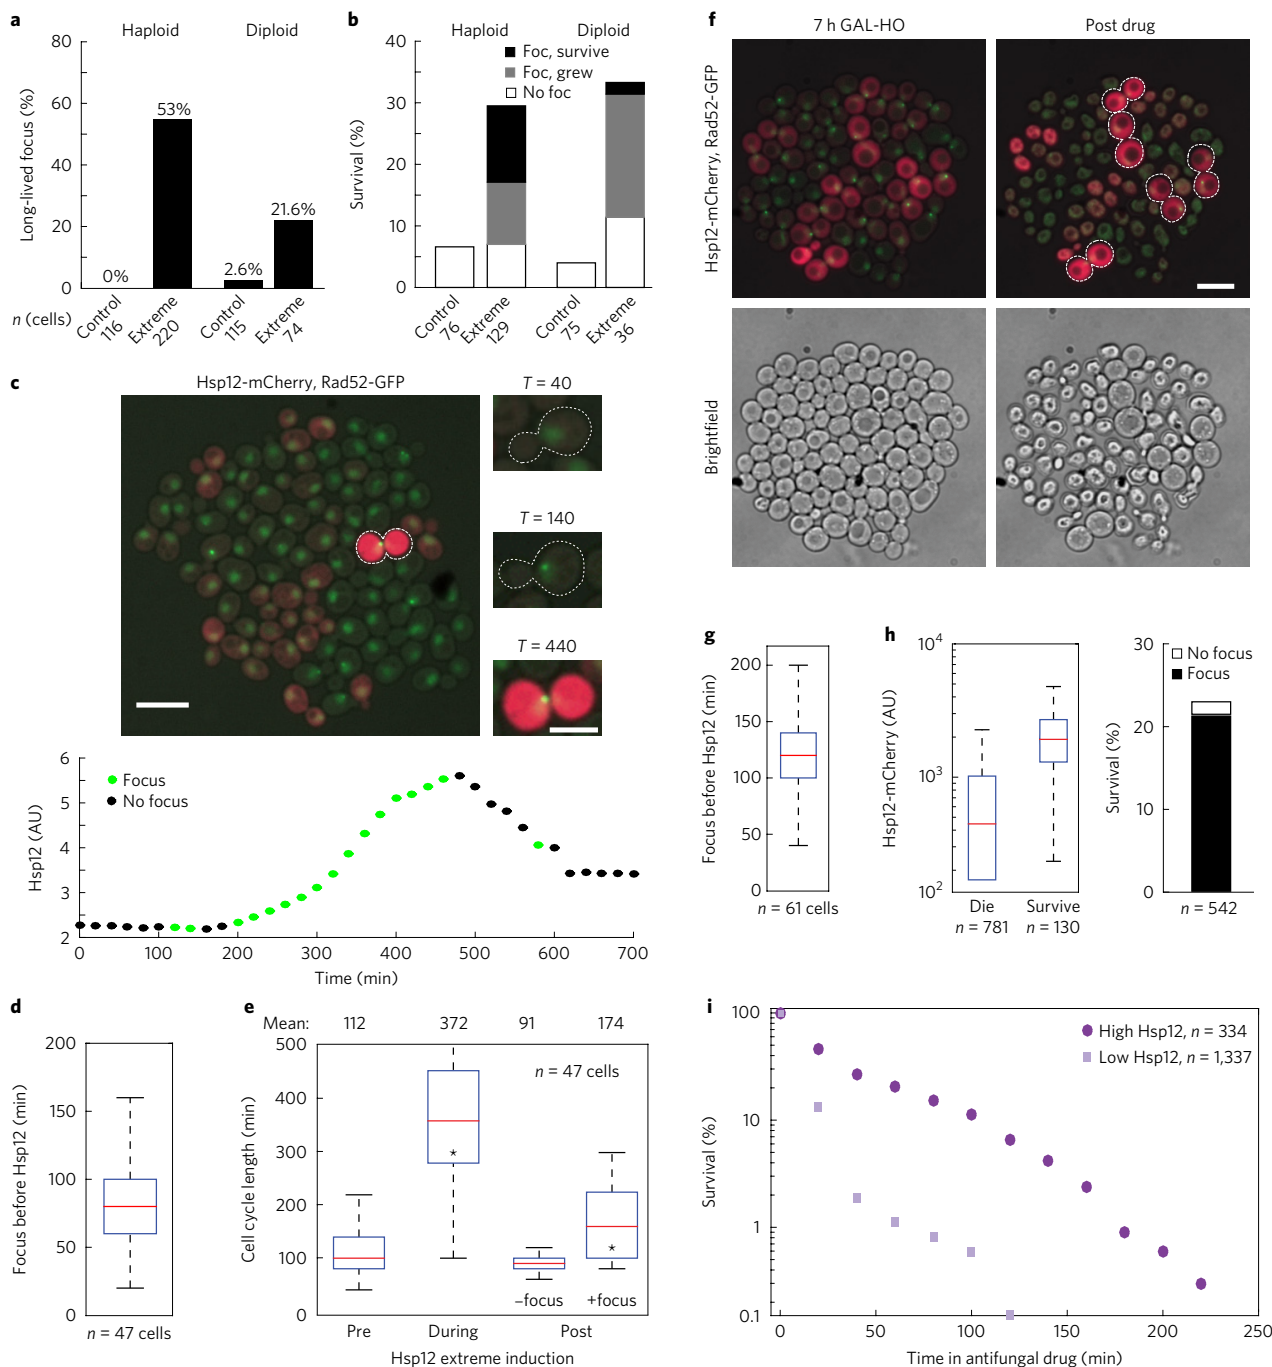 a
Haploid Diploid
80
60
40
20
0
Long-lived focus (%)
0%
53%
2.6%
21.6%
n (cells)
Control 116
Extreme 220
Control 115
Extreme 74
b
Haploid Diploid
Foc, survive
Foc, grew
No foc
40
30
20
10
0
Survival (%)
Control 76
Extreme 129
Control 75
Extreme 36
c
Hsp12-mCherry, Rad52-GFP
T = 40
T = 140
T = 440
6
5
4
3
2
Hsp12 (AU)
Focus
No focus
0 100 200 300 400 500 600 700
Time (min)
d
200
150
100
50
0
Focus before Hsp12 (min)
n = 47 cells
e
Mean: 112 372 91 174
500
400
300
200
100
0
Cell cycle length (min)
n = 47 cells
–focus +focus
Pre During Post
Hsp12 extreme induction
f
7 h GAL-HO Post drug
Hsp12-mCherry, Rad52-GFP
Brightfield
g
200
150
100
50
0
Focus before Hsp12 (min)
n = 61 cells
h
10⁴
10³
10²
Hsp12-mCherry (AU)
Die Survive
n = 781 n = 130
30
20
10
0
Survival (%)
No focus
Focus
n = 542
i
100
10
1
0.1
Survival (%)
High Hsp12, n = 334
Low Hsp12, n = 1,337
0 50 100 150 200 250
Time in antifungal drug (min)